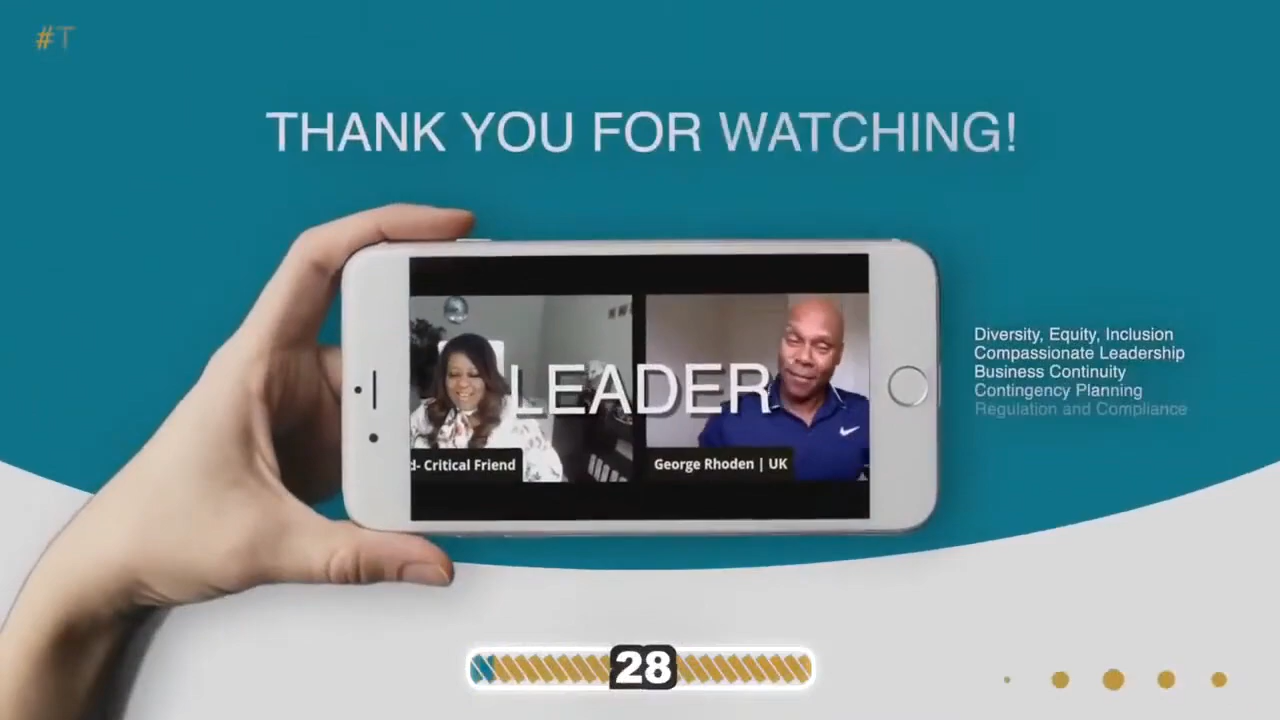 #T
THANK YOU FOR WATCHING!
LEADER
d- Critical Friend
George Rhoden | UK
Diversity, Equity, Inclusion
Compassionate Leadership
Business Continuity
Contingency Planning
Regulation and Compliance
28